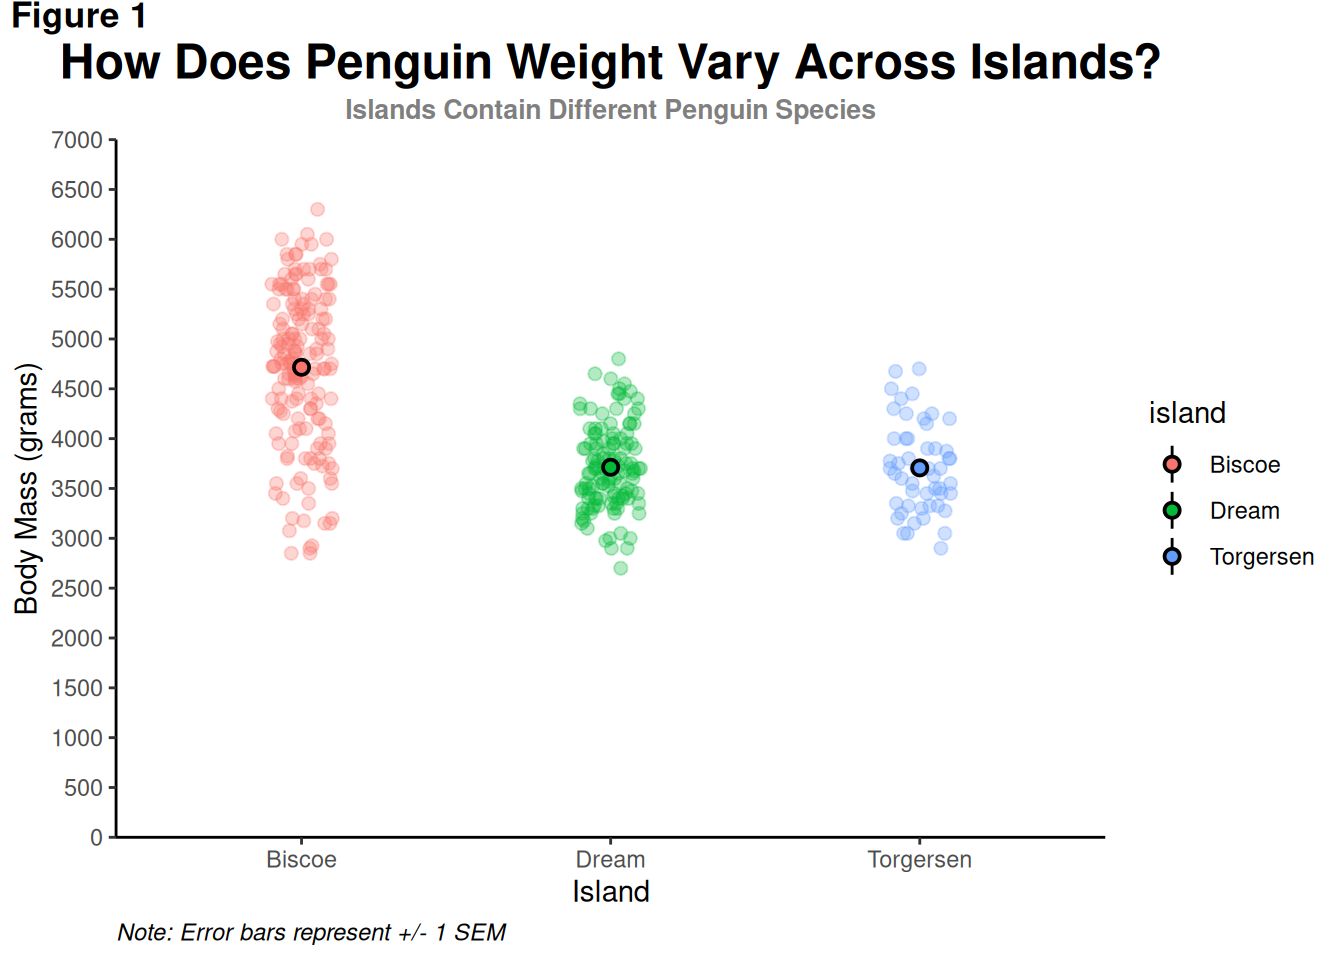 Figure 1
How Does Penguin Weight Vary Across Islands?
Islands Contain Different Penguin Species
7000
6500
6000
5500
5000
4500
4000
3500
3000
2500
2000
1500
1000
500
0
Body Mass (grams)
Biscoe
Dream
Torgersen
Island
island
Biscoe
Dream
Torgersen
Note: Error bars represent +/- 1 SEM